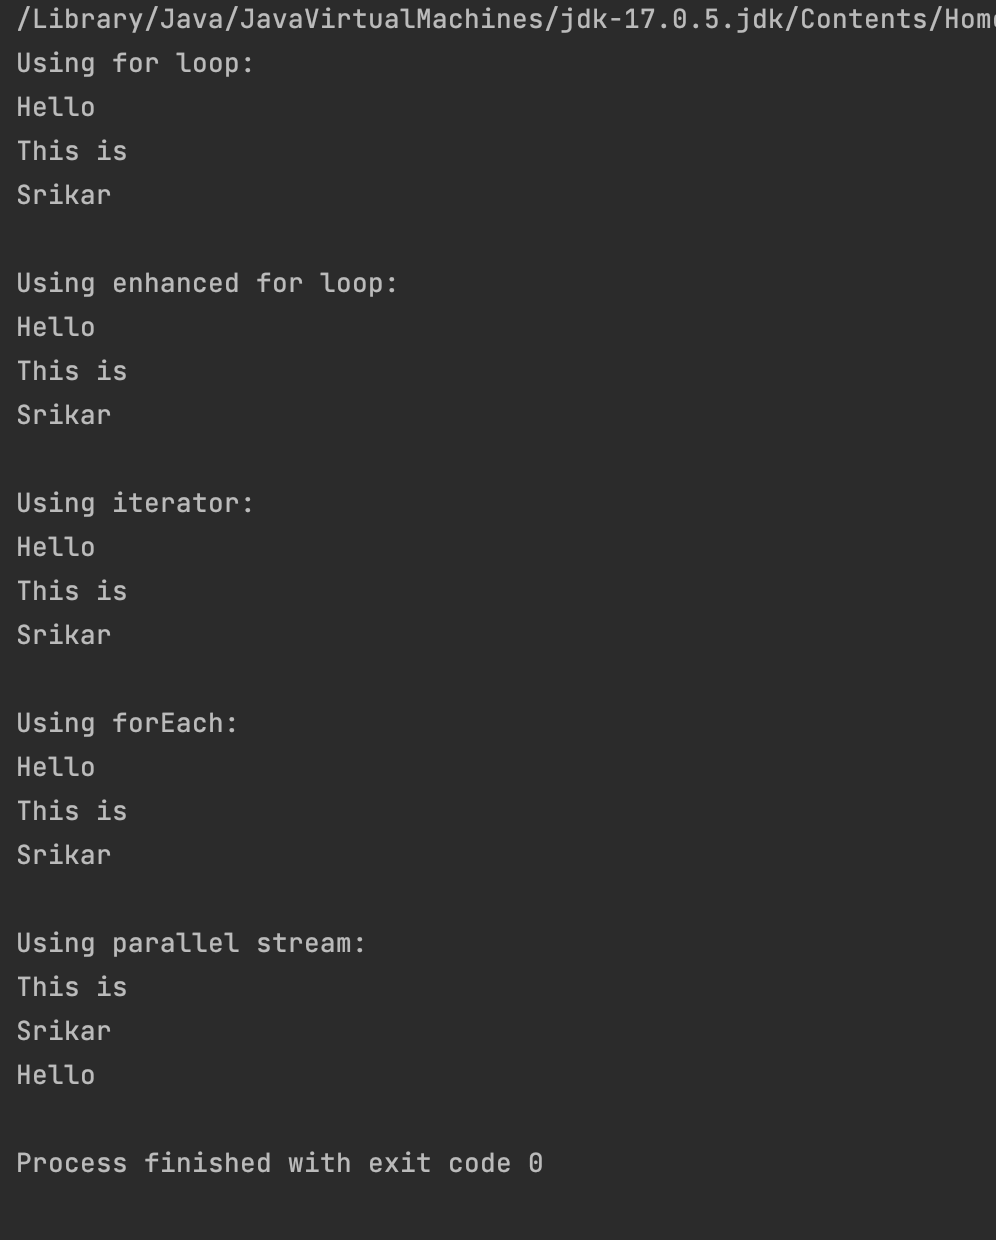 /Library/Java/JavaVirtualMachines/jdk-17.0.5.jdk/Contents/Hom
Using for loop:
Hello
This is
Srikar

Using enhanced for loop:
Hello
This is
Srikar

Using iterator:
Hello
This is
Srikar

Using forEach:
Hello
This is
Srikar

Using parallel stream:
This is
Srikar
Hello

Process finished with exit code 0